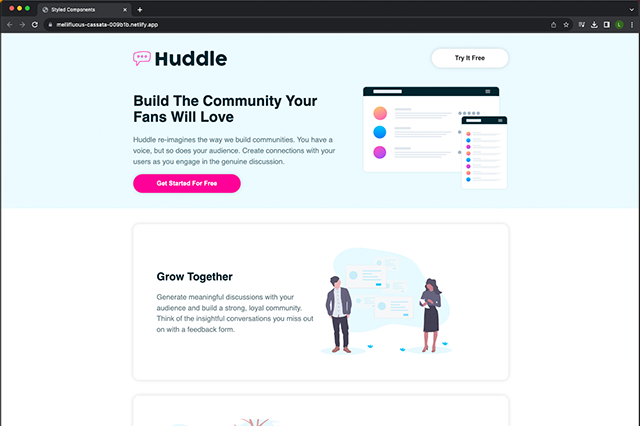 Styled Components
mellifluous-cassata-009b1b.netlify.app
L
Huddle
Try It Free
Build The Community Your
Fans Will Love
Huddle re-imagines the way we build communities. You have a
voice, but so does your audience. Create connections with your
users as you engage in the genuine discussion.
Get Started For Free
Grow Together
Generate meaningful discussions with your
audience and build a strong, loyal community.
Think of the insightful conversations you miss out
on with a feedback form.